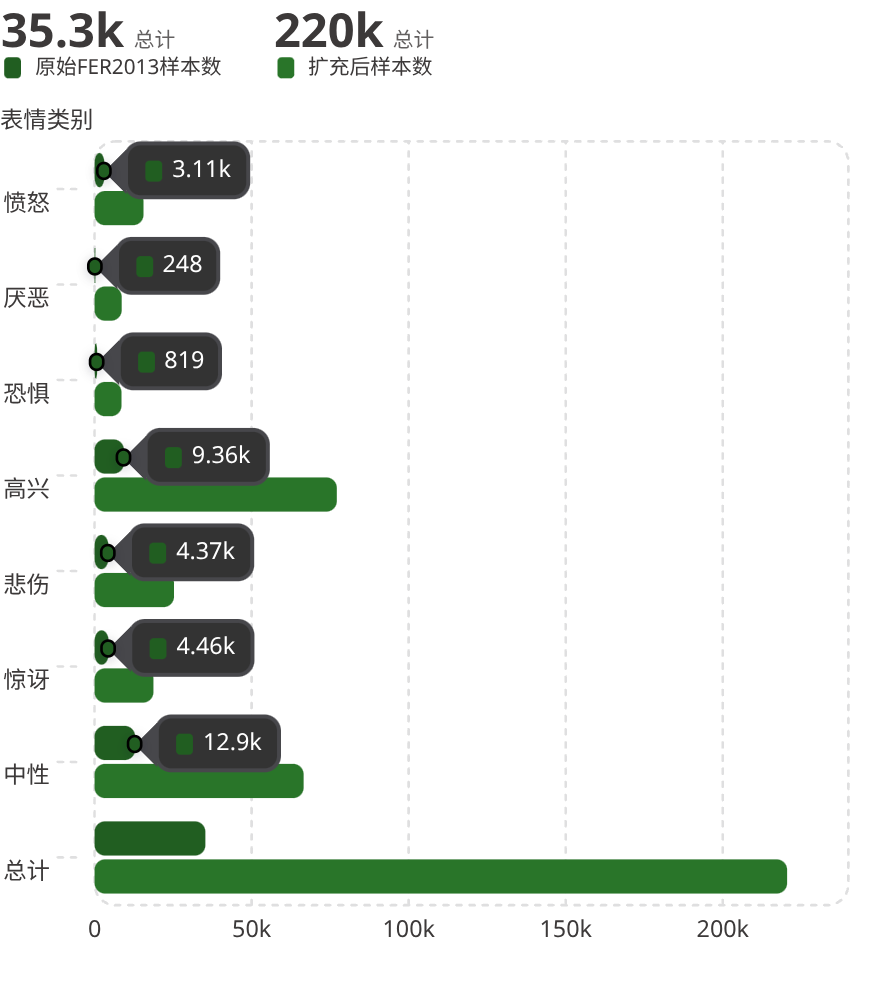 35.3k 总计 220k 总计
原始FER2013样本数 扩充后样本数
表情类别
3.11k
愤怒
248
厌恶
819
恐惧
9.36k
高兴
4.37k
悲伤
4.46k
惊讶
12.9k
中性
总计
0 50k 100k 150k 200k